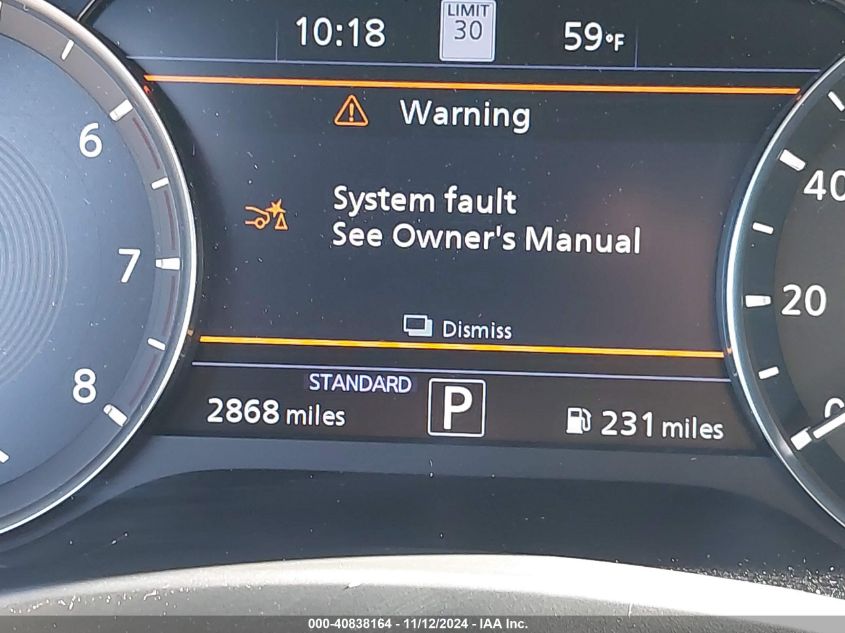 10:18
LIMIT
30
59°F
Warning
6
40
System fault
See Owner's Manual
7
20
Dismiss
8
STANDARD
P
2868 miles
231 miles
0
000-40838164 - 11/12/2024 - IAA Inc.